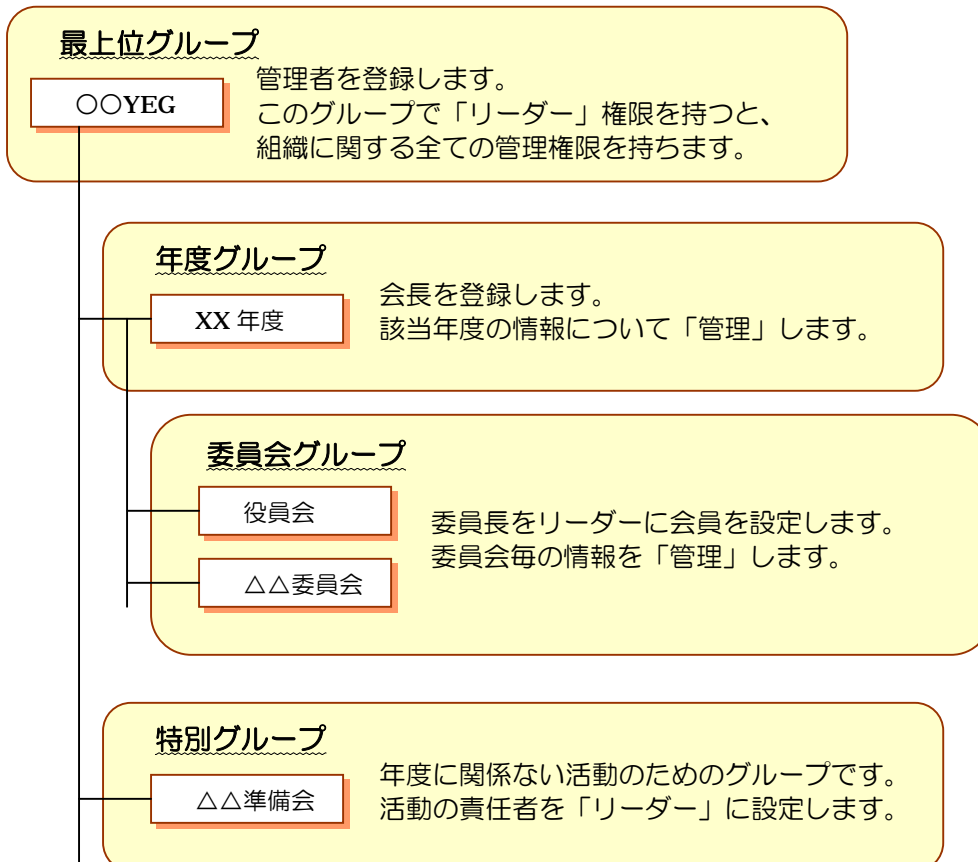 最上位グループ
○○YEG
管理者を登録します。
このグループで「リーダー」権限を持つと、
組織に関する全ての管理権限を持ちます。
年度グループ
XX 年度
会長を登録します。
該当年度の情報について「管理」します。
委員会グループ
役員会
△△委員会
委員長をリーダーに会員を設定します。
委員会毎の情報を「管理」します。
特別グループ
△△準備会
年度に関係ない活動のためのグループです。
活動の責任者を「リーダー」に設定します。